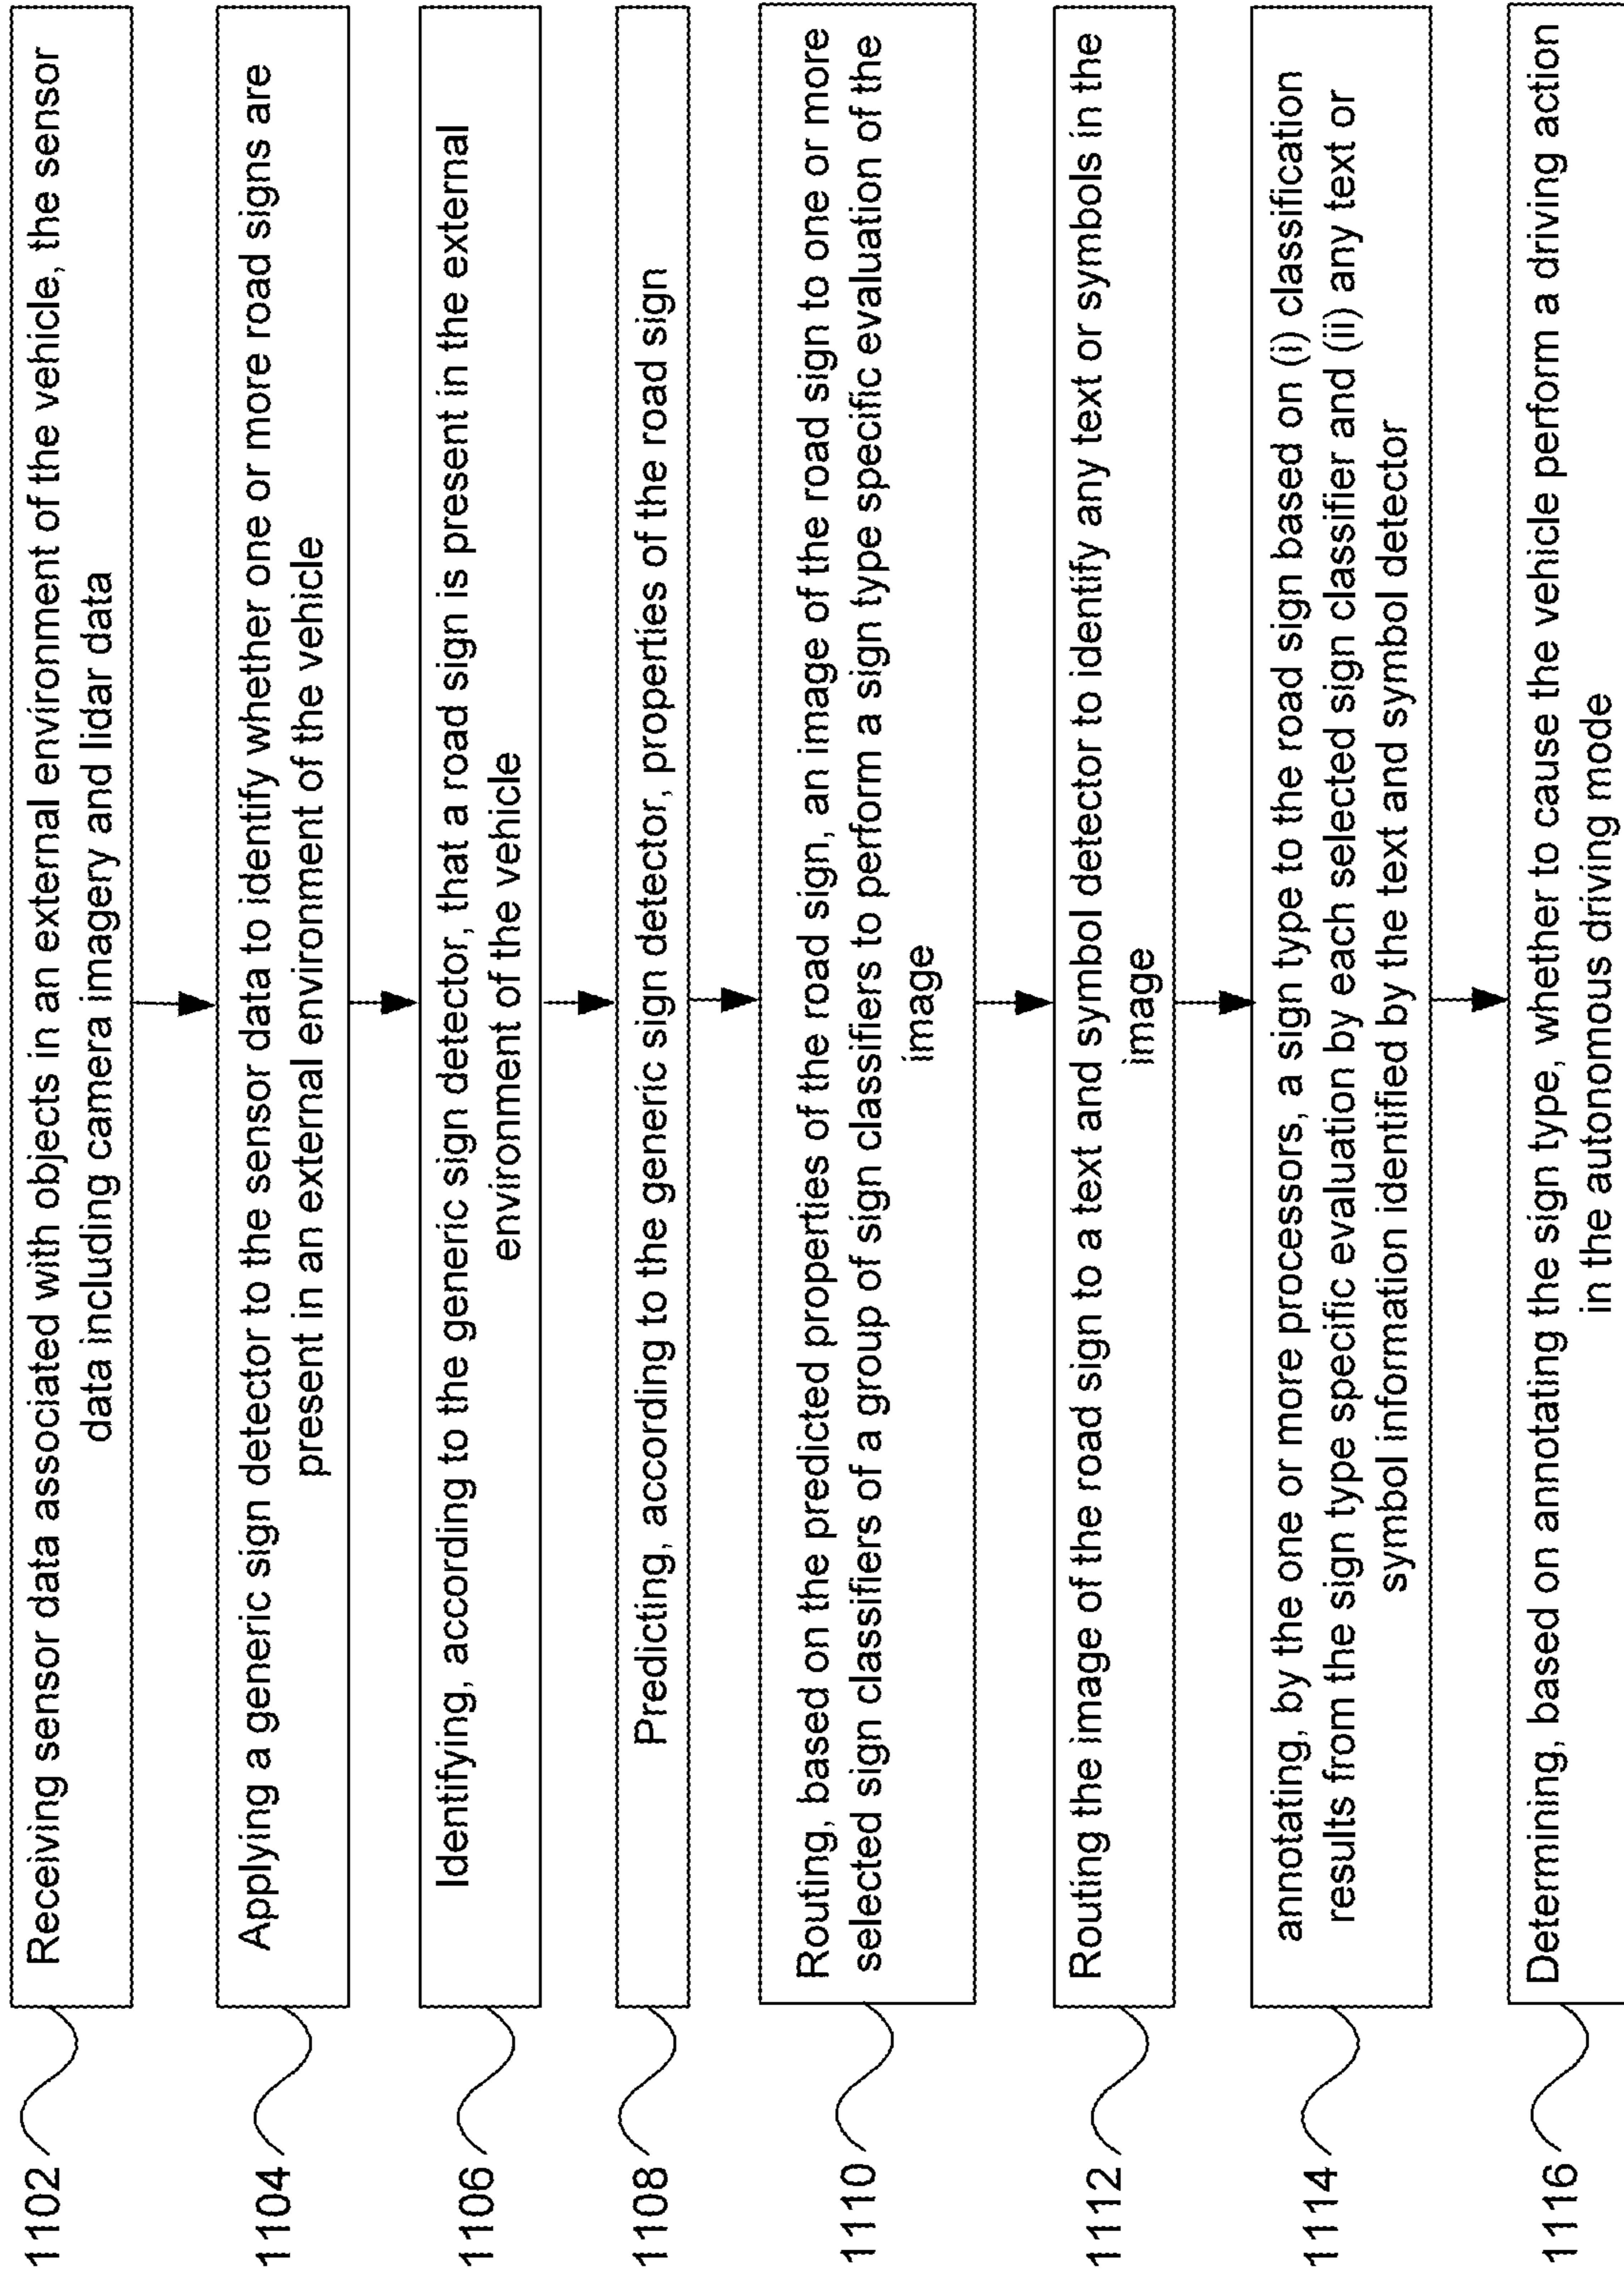 1102
Receiving sensor data associated with objects in an external environment of the vehicle, the sensor
data including camera imagery and lidar data
1104
Applying a generic sign detector to the sensor data to identify whether one or more road signs are
present in an external environment of the vehicle
1106
Identifying, according to the generic sign detector, that a road sign is present in the external
environment of the vehicle
1108
Predicting, according to the generic sign detector, properties of the road sign
1110
Routing, based on the predicted properties of the road sign, an image of the road sign to one or more
selected sign classifiers of a group of sign classifiers to perform a sign type specific evaluation of the
image
1112
Routing the image of the road sign to a text and symbol detector to identify any text or symbols in the
image
1114
annotating, by the one or more processors, a sign type to the road sign based on (i) classification
results from the sign type specific evaluation by each selected sign classifier and (ii) any text or
symbol information identified by the text and symbol detector
1116
Determining, based on annotating the sign type, whether to cause the vehicle perform a driving action
in the autonomous driving mode